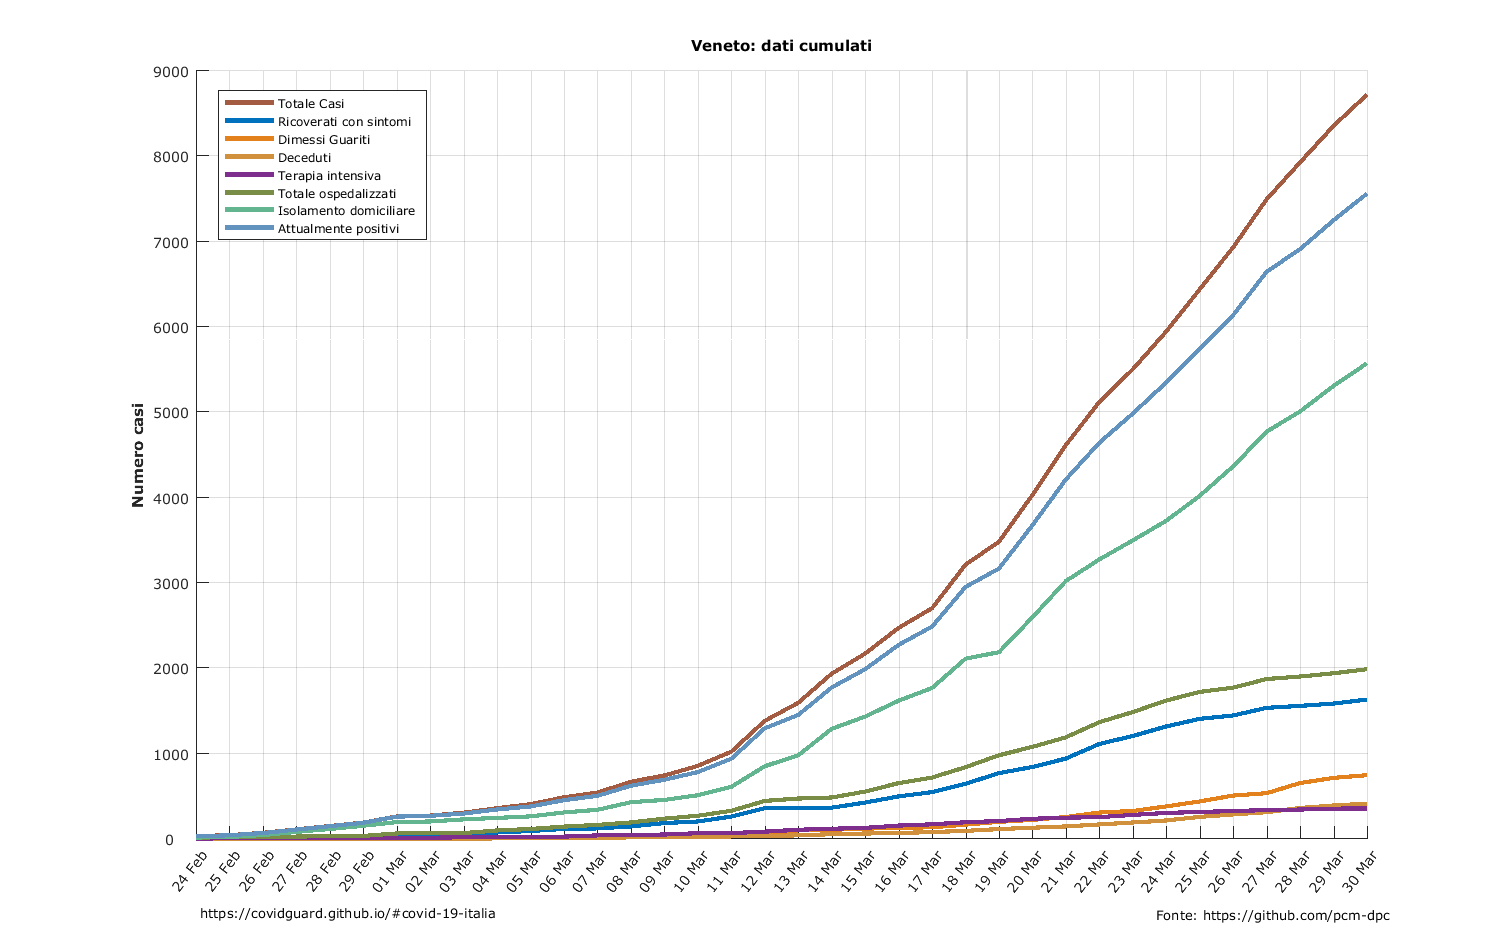 Veneto: dati cumulati
9000
8000
7000
6000
5000
4000
3000
2000
1000
0
Numero casi
Totale Casi
Ricoverati con sintomi
Dimessi Guariti
Deceduti
Terapia intensiva
Totale ospedalizzati
Isolamento domiciliare
Attualmente positivi
24 Feb
25 Feb
26 Feb
27 Feb
28 Feb
29 Feb
01 Mar
02 Mar
03 Mar
04 Mar
05 Mar
06 Mar
07 Mar
08 Mar
09 Mar
10 Mar
11 Mar
12 Mar
13 Mar
14 Mar
15 Mar
16 Mar
17 Mar
18 Mar
19 Mar
20 Mar
21 Mar
22 Mar
23 Mar
24 Mar
25 Mar
26 Mar
27 Mar
28 Mar
29 Mar
30 Mar
https://covidguard.github.io/#covid-19-italia
Fonte: https://github.com/pcm-dpc